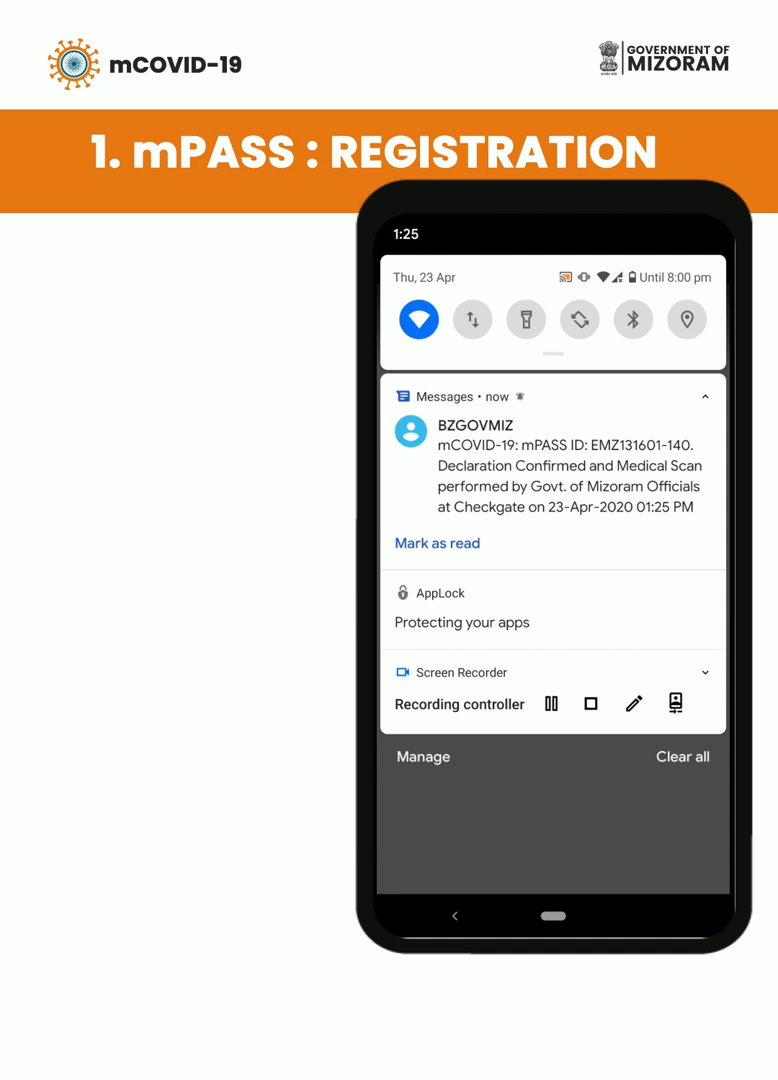 mCOVID-19
GOVERNMENT OF
MIZORAM
1. mPASS : REGISTRATION
1:25
Thu, 23 Apr
Until 8:00 pm
Messages • now
BZGOVMIZ
mCOVID-19: mPASS ID: EMZ131601-140.
Declaration Confirmed and Medical Scan
performed by Govt. of Mizoram Officials
at Checkgate on 23-Apr-2020 01:25 PM
Mark as read
AppLock
Protecting your apps
Screen Recorder
Recording controller
Manage
Clear all